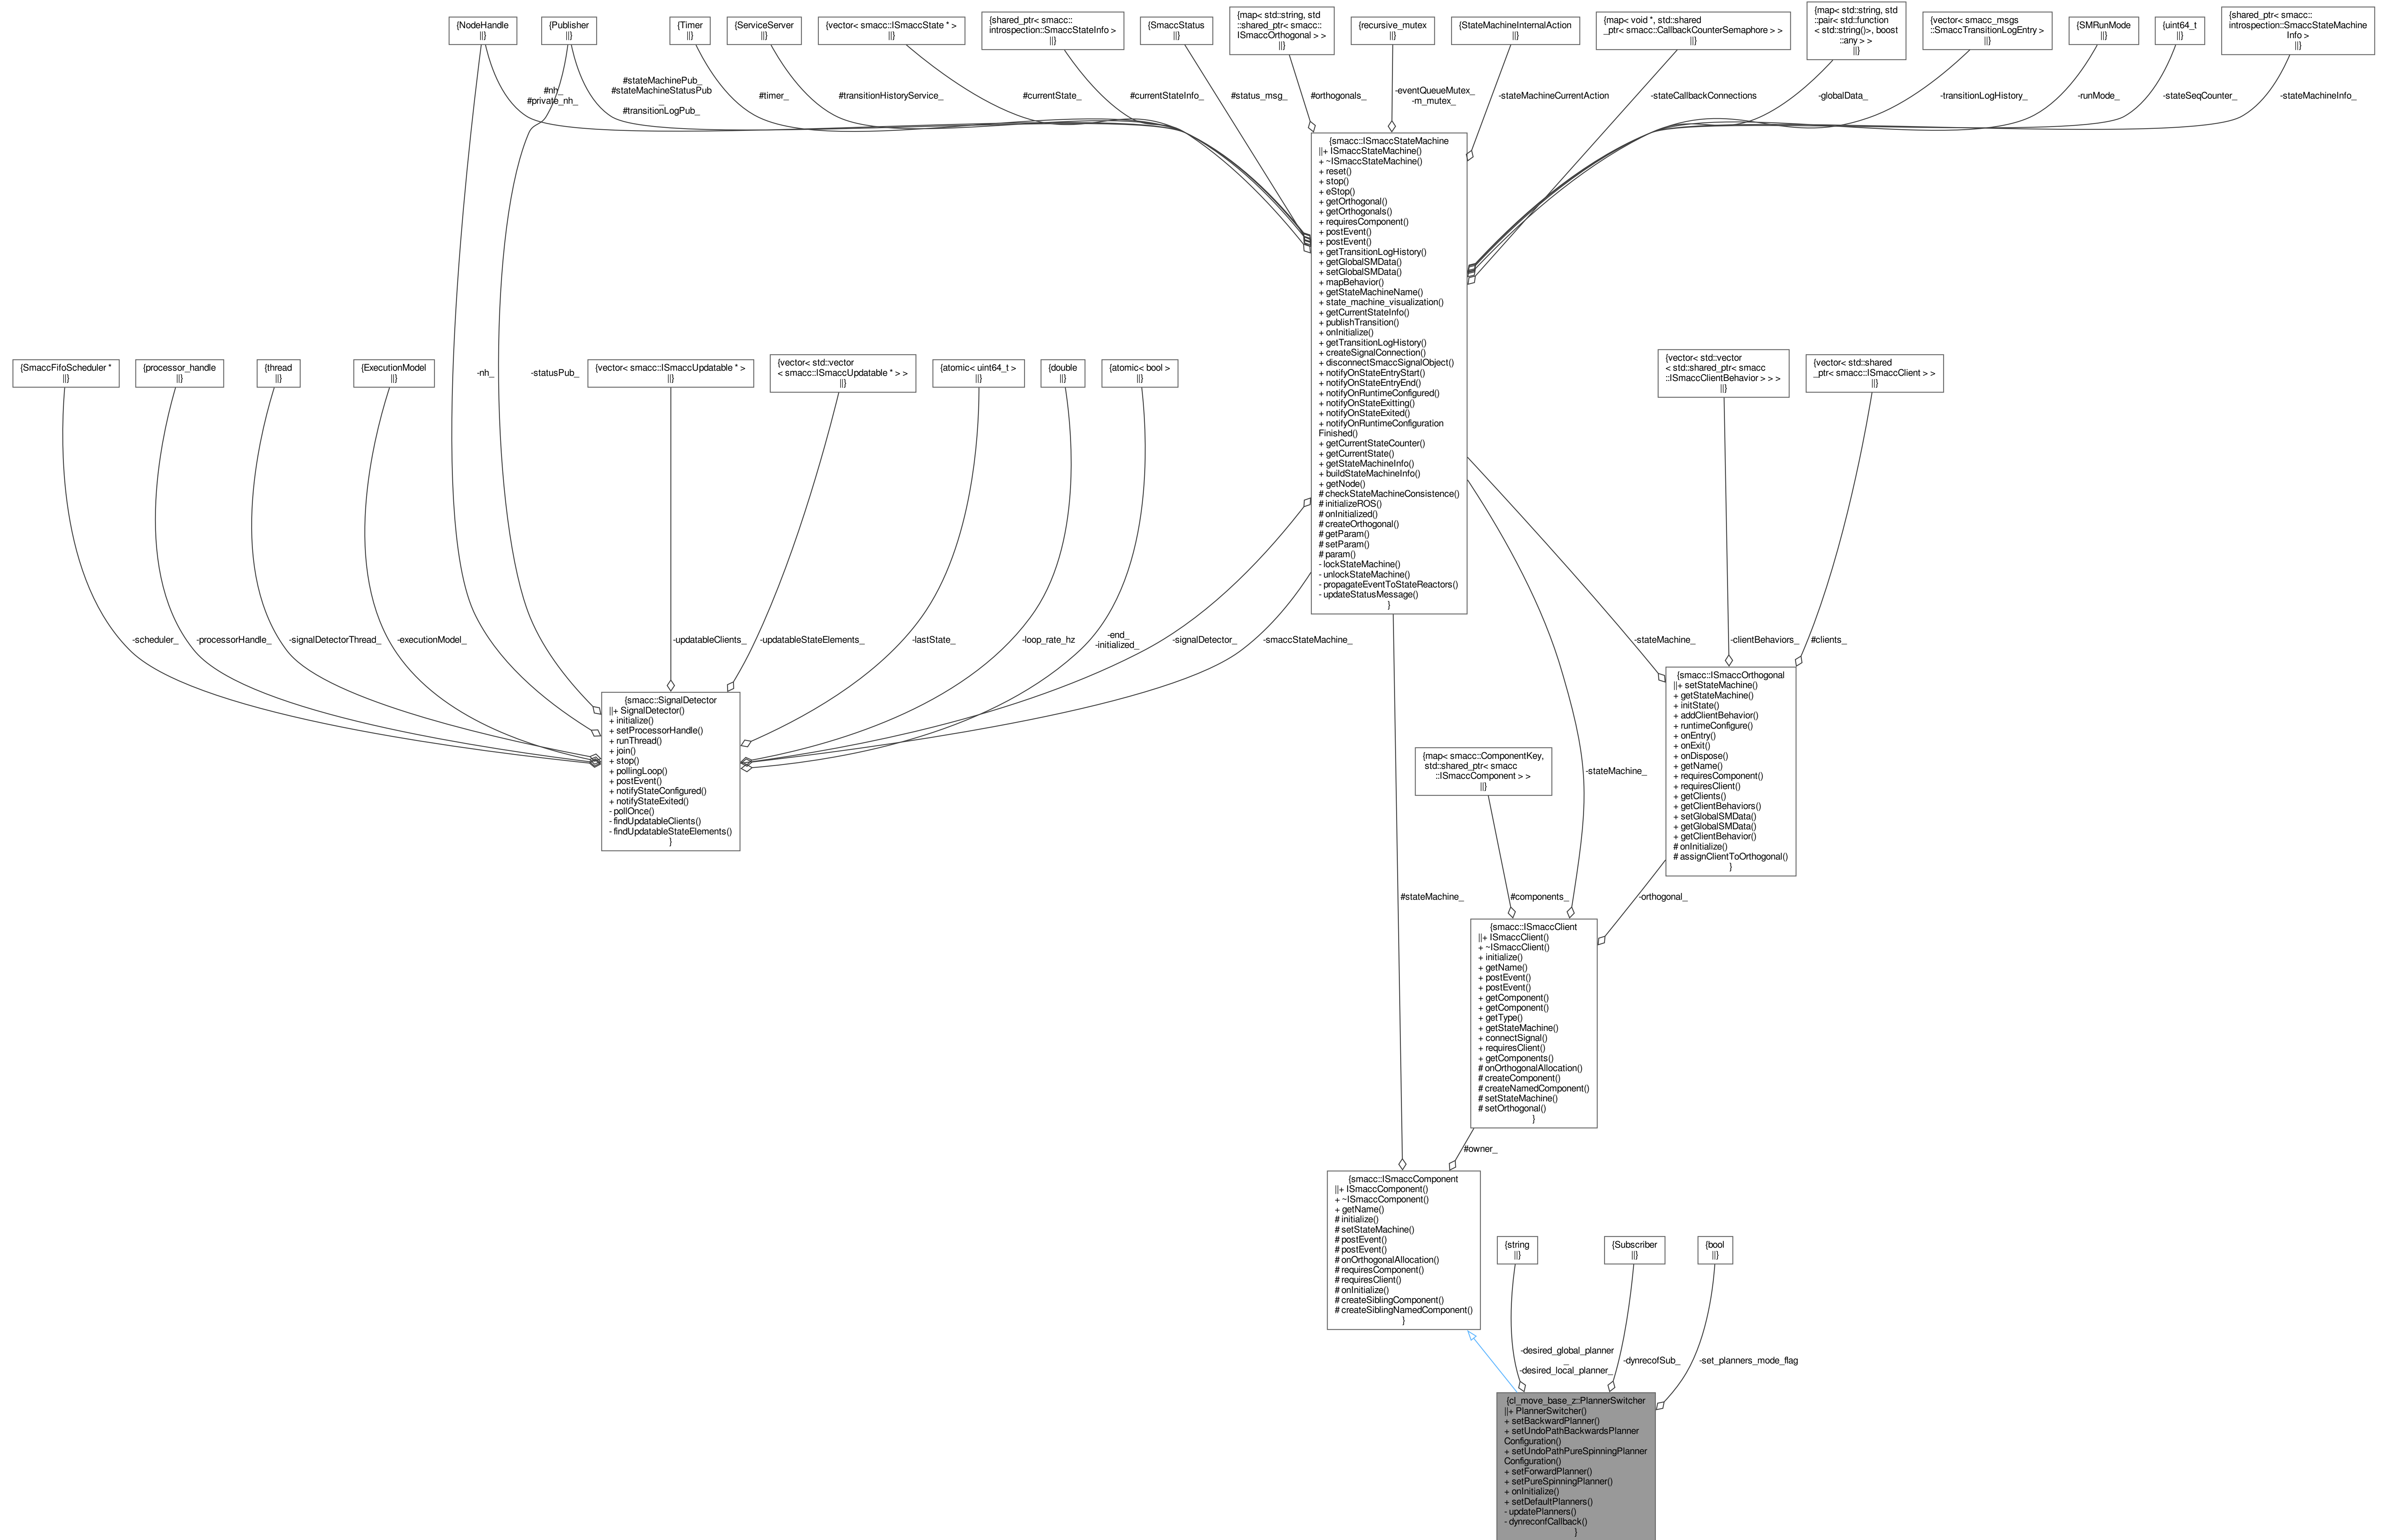 {NodeHandle
||}
{Publisher
||}
{Timer
||}
{ServiceServer
||}
{vector< smacc::ISmaccState * >
||}
{shared_ptr< smacc::
introspection::SmaccStateInfo >
||}
{SmaccStatus
||}
{map< std::string, std
::shared_ptr< smacc::
ISmaccOrthogonal > >
||}
{recursive_mutex
||}
{StateMachineInternalAction
||}
{map< void *, std::shared
_ptr< smacc::CallbackCounterSemaphore > >
||}
{map< std::string, std
::pair< std::function
< std::string()>, boost
::any > >
||}
{vector< smacc_msgs
::SmaccTransitionLogEntry >
||}
{SMRunMode
||}
{uint64_t
||}
{shared_ptr< smacc::
introspection::SmaccStateMachine
Info >
||}
#nh_
#private_nh_
#stateMachinePub_
#stateMachineStatusPub
_
#transitionLogPub_
#timer_
#transitionHistoryService_
#currentState_
#currentStateInfo_
#status_msg_
#orthogonals_
-eventQueueMutex_
-m_mutex_
-stateMachineCurrentAction
-stateCallbackConnections
-globalData_
-transitionLogHistory_
-runMode_
-stateSeqCounter_
-stateMachineInfo_
{smacc::ISmaccStateMachine
||+ ISmaccStateMachine()
+ ~ISmaccStateMachine()
+ reset()
+ stop()
+ eStop()
+ getOrthogonal()
+ getOrthogonals()
+ requiresComponent()
+ postEvent()
+ postEvent()
+ getTransitionLogHistory()
+ getGlobalSMData()
+ setGlobalSMData()
+ mapBehavior()
+ getStateMachineName()
+ state_machine_visualization()
+ getCurrentStateInfo()
+ publishTransition()
+ onInitialize()
+ getTransitionLogHistory()
+ createSignalConnection()
+ disconnectSmaccSignalObject()
+ notifyOnStateEntryStart()
+ notifyOnStateEntryEnd()
+ notifyOnRuntimeConfigured()
+ notifyOnStateExitting()
+ notifyOnStateExited()
+ notifyOnRuntimeConfiguration
Finished()
+ getCurrentStateCounter()
+ getCurrentState()
+ getStateMachineInfo()
+ buildStateMachineInfo()
+ getNode()
# checkStateMachineConsistence()
# initializeROS()
# onInitialized()
# createOrthogonal()
# getParam()
# setParam()
# param()
- lockStateMachine()
- unlockStateMachine()
- propagateEventToStateReactors()
- updateStatusMessage()
}
{SmaccFifoScheduler *
||}
{processor_handle
||}
{thread
||}
{ExecutionModel
||}
-nh_
-statusPub_
{vector< smacc::ISmaccUpdatable * >
||}
{vector< std::vector
< smacc::ISmaccUpdatable * > >
||}
{atomic< uint64_t >
||}
{double
||}
{atomic< bool >
||}
{vector< std::vector
< std::shared_ptr< smacc
::ISmaccClientBehavior > > >
||}
{vector< std::shared
_ptr< smacc::ISmaccClient > >
||}
-scheduler_
-processorHandle_
-signalDetectorThread_
-executionModel_
-updatableClients_
-updatableStateElements_
-lastState_
-loop_rate_hz
-end_
-initialized_
-signalDetector_
-smaccStateMachine_
-stateMachine_
-clientBehaviors_
#clients_
{smacc::SignalDetector
||+ SignalDetector()
+ initialize()
+ setProcessorHandle()
+ runThread()
+ join()
+ stop()
+ pollingLoop()
+ postEvent()
+ notifyStateConfigured()
+ notifyStateExited()
- pollOnce()
- findUpdatableClients()
- findUpdatableStateElements()
}
{smacc::ISmaccOrthogonal
||+ setStateMachine()
+ getStateMachine()
+ initState()
+ addClientBehavior()
+ runtimeConfigure()
+ onEntry()
+ onExit()
+ onDispose()
+ getName()
+ requiresComponent()
+ requiresClient()
+ getClients()
+ getClientBehaviors()
+ setGlobalSMData()
+ getGlobalSMData()
+ getClientBehavior()
# onInitialize()
# assignClientToOrthogonal()
}
{map< smacc::ComponentKey,
std::shared_ptr< smacc
::ISmaccComponent > >
||}
-stateMachine_
#stateMachine_
#components_
-orthogonal_
{smacc::ISmaccClient
||+ ISmaccClient()
+ ~ISmaccClient()
+ initialize()
+ getName()
+ postEvent()
+ postEvent()
+ getComponent()
+ getComponent()
+ getType()
+ getStateMachine()
+ connectSignal()
+ requiresClient()
+ getComponents()
# onOrthogonalAllocation()
# createComponent()
# createNamedComponent()
# setStateMachine()
# setOrthogonal()
}
#owner_
{smacc::ISmaccComponent
||+ ISmaccComponent()
+ ~ISmaccComponent()
+ getName()
# initialize()
# setStateMachine()
# postEvent()
# postEvent()
# onOrthogonalAllocation()
# requiresComponent()
# requiresClient()
# onInitialize()
# createSiblingComponent()
# createSiblingNamedComponent()
}
{string
||}
{Subscriber
||}
{bool
||}
-desired_global_planner
_
-desired_local_planner_
-dynrecofSub_
-set_planners_mode_flag
{cl_move_base_z::PlannerSwitcher
||+ PlannerSwitcher()
+ setBackwardPlanner()
+ setUndoPathBackwardsPlanner
Configuration()
+ setUndoPathPureSpinningPlanner
Configuration()
+ setForwardPlanner()
+ setPureSpinningPlanner()
+ onInitialize()
+ setDefaultPlanners()
- updatePlanners()
- dynreconfCallback()
}